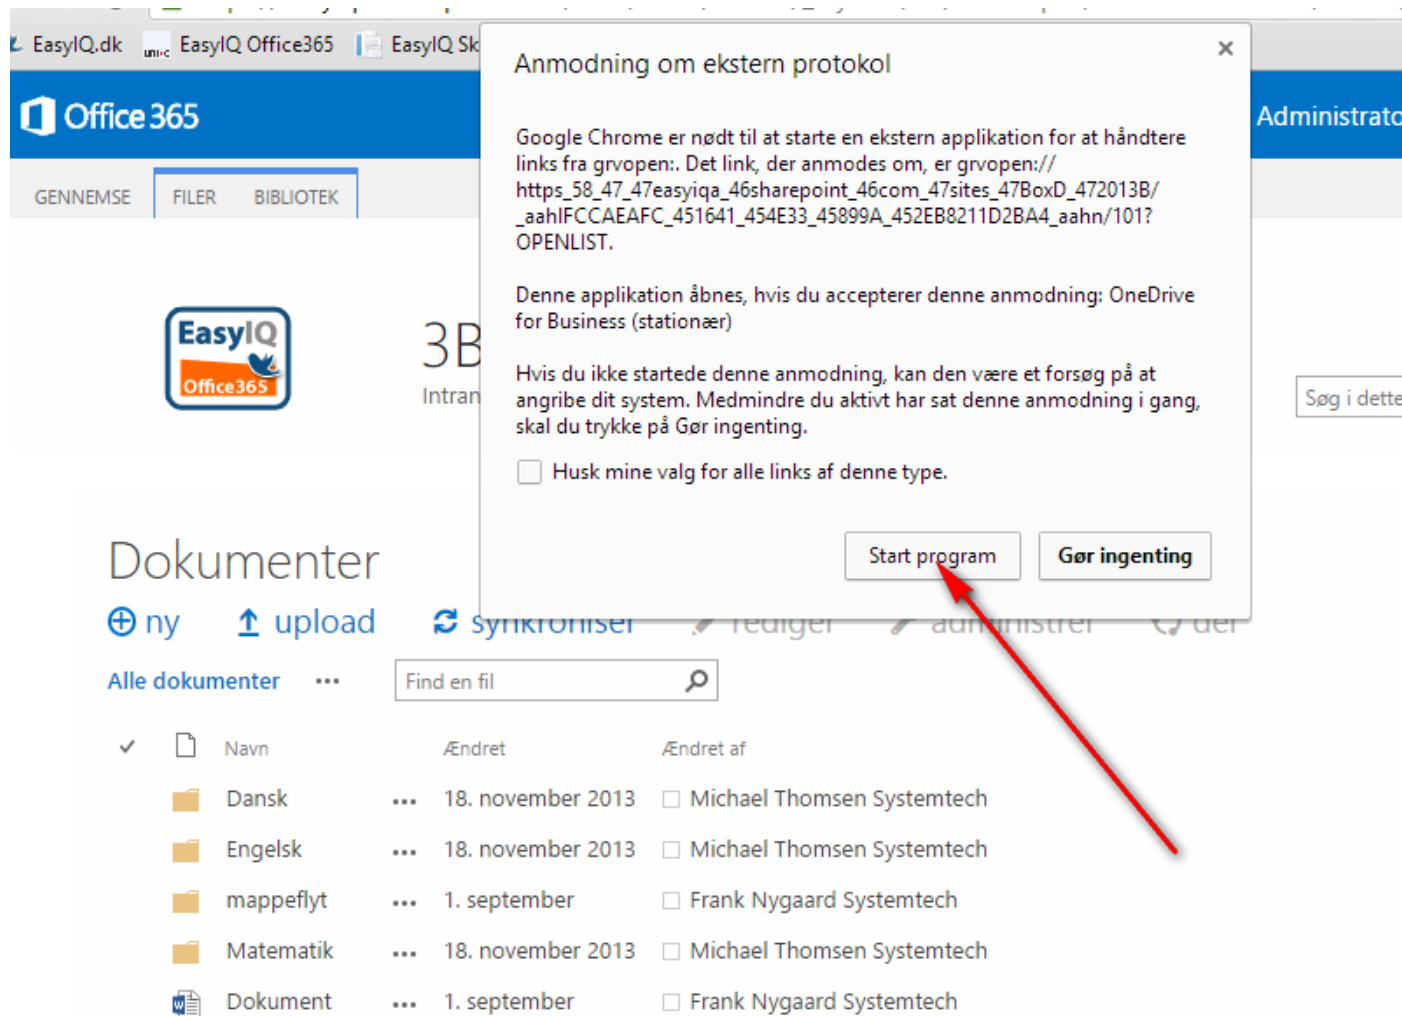 EasyIQ.dk
UNI•C
EasyIQ Office365
EasyIQ Sk
Office 365
Administrato
GENNEMSE
FILER
BIBLIOTEK
EasyIQ
Office365
3B
Intran
Søg i dette
Anmodning om ekstern protokol
Google Chrome er nødt til at starte en ekstern applikation for at håndtere
links fra grvopen:. Det link, der anmodes om, er grvopen://
https_58_47_47easyiqa_46sharepoint_46com_47sites_47BoxD_472013B/
_aahIFCCAEAFC_451641_454E33_45899A_452EB8211D2BA4_aahn/101?
OPENLIST.
Denne applikation åbnes, hvis du accepterer denne anmodning: OneDrive
for Business (stationær)
Hvis du ikke startede denne anmodning, kan den være et forsøg på at
angribe dit system. Medmindre du aktivt har sat denne anmodning i gang,
skal du trykke på Gør ingenting.
Husk mine valg for alle links af denne type.
Start program
Gør ingenting
Dokumenter
ny
upload
synkroniser
rediger
administrer
del
Alle dokumenter
Find en fil
Navn Ændret Ændret af
Dansk ••• 18. november 2013 Michael Thomsen Systemtech
Engelsk ••• 18. november 2013 Michael Thomsen Systemtech
mappeflyt ••• 1. september Frank Nygaard Systemtech
Matematik ••• 18. november 2013 Michael Thomsen Systemtech
Dokument ••• 1. september Frank Nygaard Systemtech